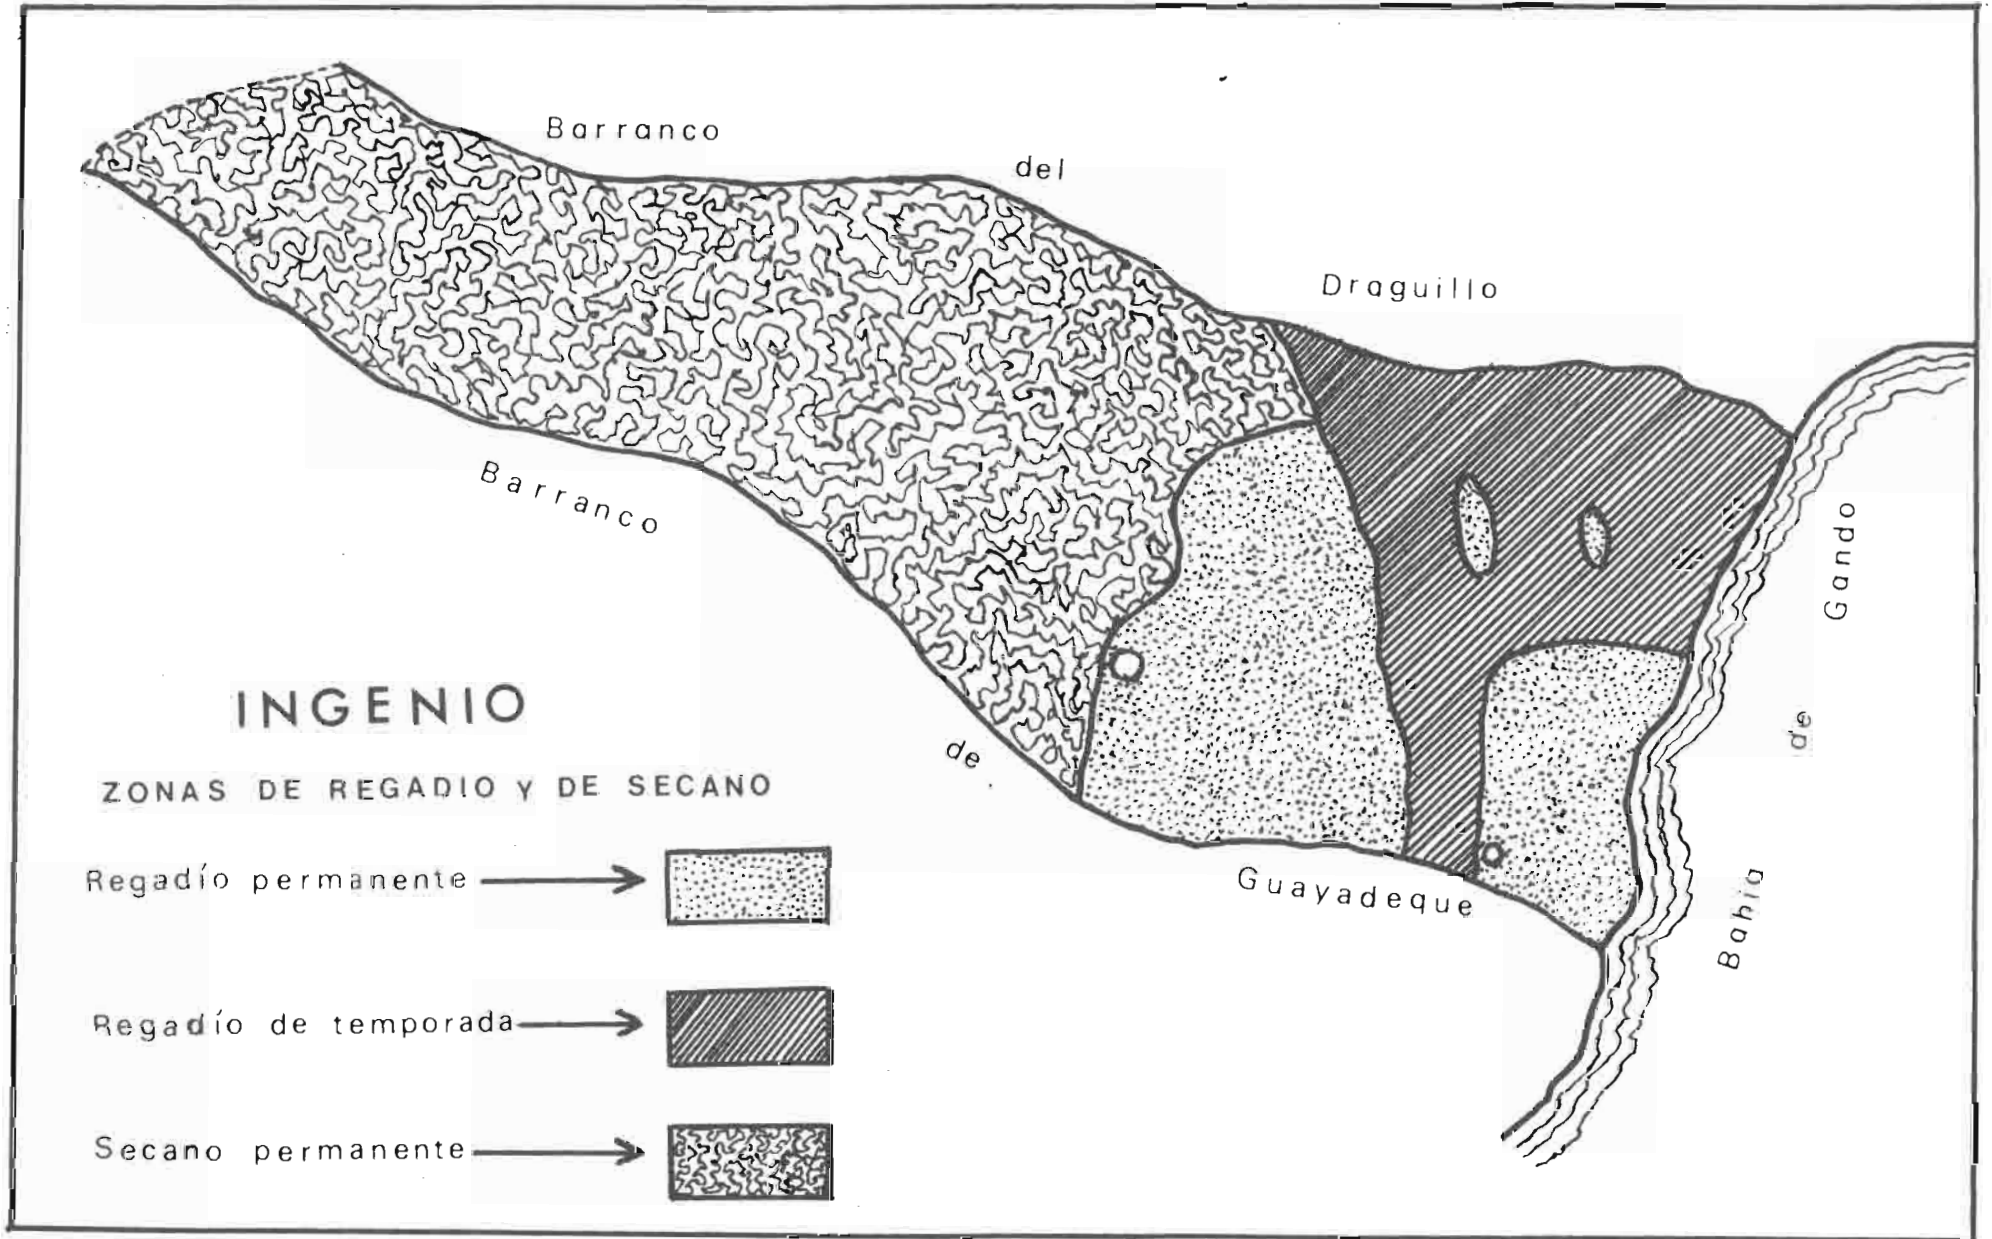 Barranco del Draguillo
Barranco de Guayadeque
Bahia de Gando
INGENIO
ZONAS DE REGADIO Y DE SECANO
Regadío permanente
Regadío de temporada
Secano permanente